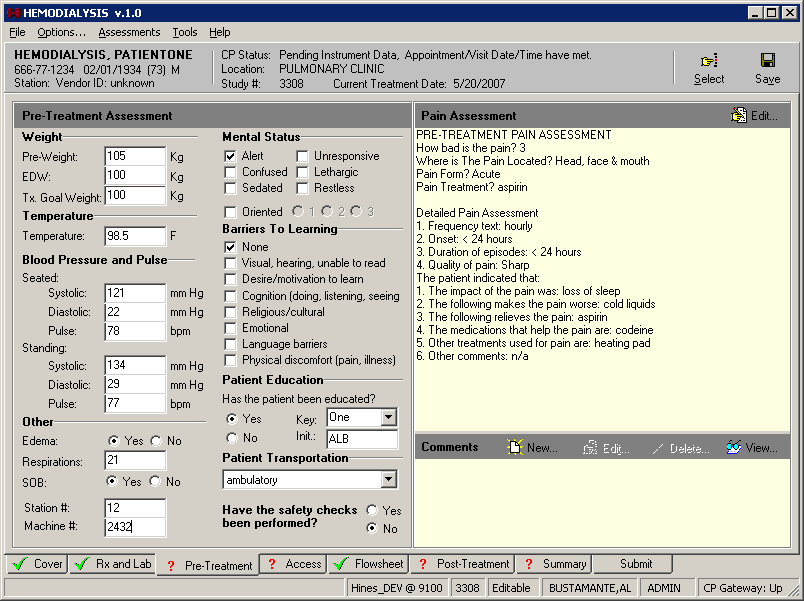 HEMODIALYSIS v.1.0
File Options... Assessments Tools Help
HEMODIALYSIS, PATIENTONE
666-77-1234 02/01/1934 (73) M
Station: Vendor ID: unknown
CP Status: Pending Instrument Data, Appointment/Visit Date/Time have met.
Location: PULMONARY CLINIC
Study #: 3308 Current Treatment Date: 5/20/2007
Select Save
Pre-Treatment Assessment
Weight
Pre-Weight: 105 Kg
EDW: 100 Kg
Tx. Goal Weight: 100 Kg
Temperature
Temperature: 98.5 F
Blood Pressure and Pulse
Seated:
Systolic: 121 mm Hg
Diastolic: 22 mm Hg
Pulse: 78 bpm
Standing:
Systolic: 134 mm Hg
Diastolic: 29 mm Hg
Pulse: 77 bpm
Other
Edema: Yes No
Respirations: 21
SOB: Yes No
Station #: 12
Machine #: 2432
Mental Status
Alert Unresponsive
Confused Lethargic
Sedated Restless
Oriented 1 2 3
Barriers To Learning
None
Visual, hearing, unable to read
Desire/motivation to learn
Cognition (doing, listening, seeing
Religious/cultural
Emotional
Language barriers
Physical discomfort (pain, illness)
Patient Education
Has the patient been educated?
Yes Key: One
No Init.: ALB
Patient Transportation
ambulatory
Have the safety checks Yes
been performed? No
Pain Assessment Edit...
PRE-TREATMENT PAIN ASSESSMENT
How bad is the pain? 3
Where is The Pain Located? Head, face & mouth
Pain Form? Acute
Pain Treatment? aspirin
Detailed Pain Assessment
1. Frequency text: hourly
2. Onset: < 24 hours
3. Duration of episodes: < 24 hours
4. Quality of pain: Sharp
The patient indicated that:
1. The impact of the pain was: loss of sleep
2. The following makes the pain worse: cold liquids
3. The following relieves the pain: aspirin
4. The medications that help the pain are: codeine
5. Other treatments used for pain are: heating pad
6. Other comments: n/a
Comments New... Edit... Delete... View...
Cover Rx and Lab ? Pre-Treatment ? Access Flowsheet ? Post-Treatment ? Summary Submit
Hines_DEV @ 9100 3308 Editable BUSTAMANTE,AL ADMIN CP Gateway: Up